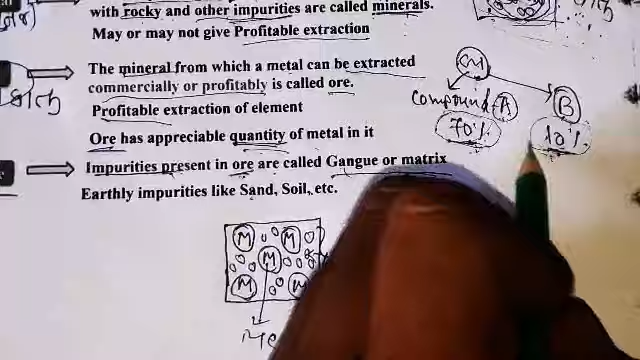 with rocky and other impurities are called minerals.
May or may not give Profitable extraction
The mineral from which a metal can be extracted
commercially or profitably is called ore.
Profitable extraction of element
Ore has appreciable quantity of metal in it
Impurities present in ore are called Gangue or matrix
Earthly impurities like Sand, Soil, etc.
M
Compound A
B
70%
10%
M M
M
M M